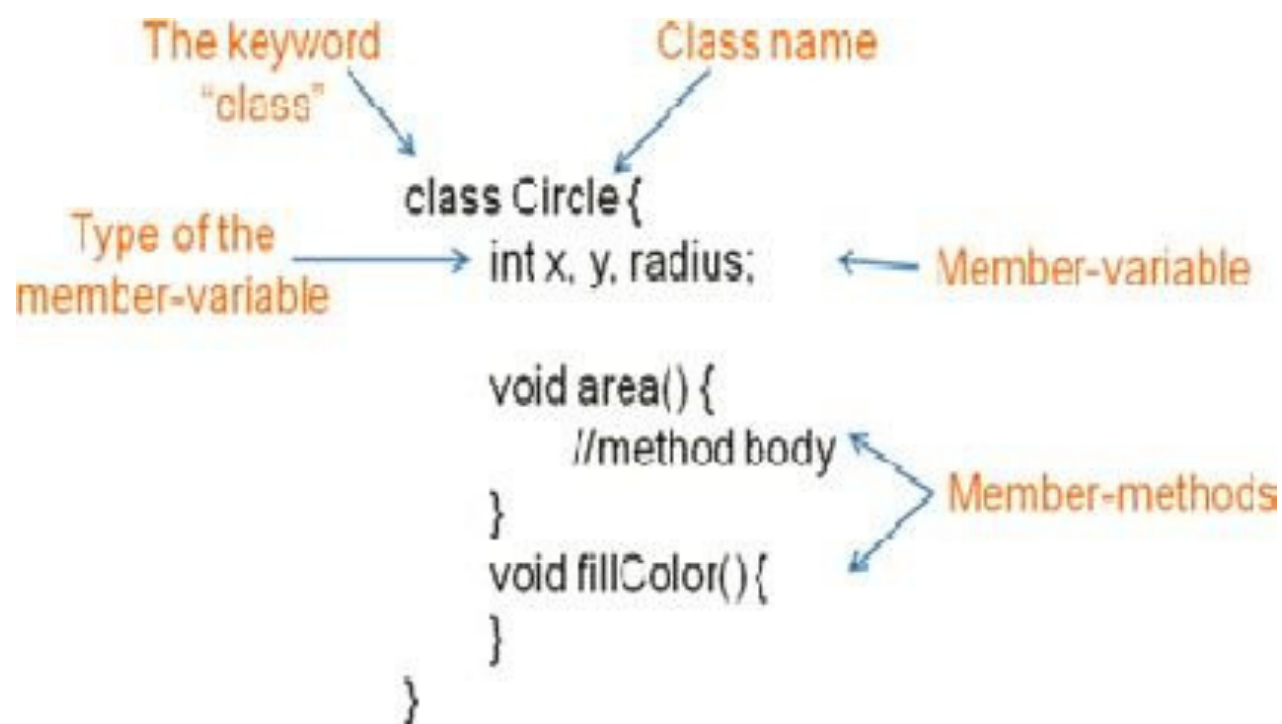 The keyword
"class"
Class name
class Circle {
Type of the
member-variable
int x, y, radius;
Member-variable
void area() {
//method body
}
Member-methods
void fillColor(){
}
}